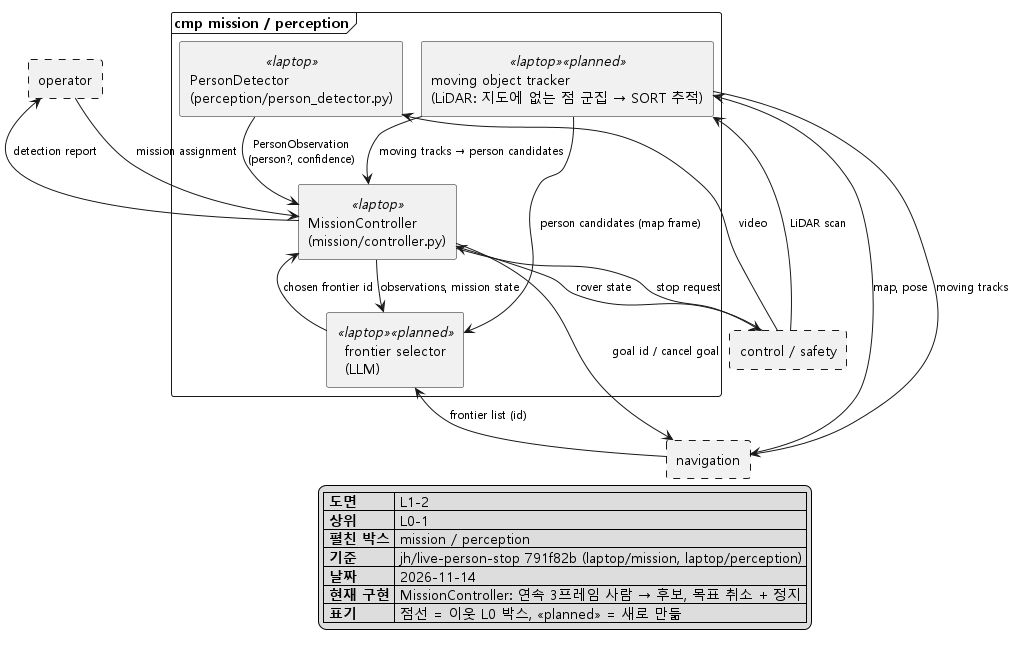 cmp mission / perception
operator
«laptop»
PersonDetector
(perception/person_detector.py)
«laptop»«planned»
moving object tracker
(LiDAR: 지도에 없는 점 군집 → SORT 추적)
detection report
mission assignment
PersonObservation
(person?, confidence)
moving tracks → person candidates
«laptop»
MissionController
(mission/controller.py)
person candidates (map frame)
video
LiDAR scan
chosen frontier id
observations, mission state
rover state
stop request
map, pose
moving tracks
«laptop»«planned»
frontier selector
(LLM)
goal id / cancel goal
control / safety
frontier list (id)
navigation
도면 L1-2
상위 L0-1
펼친 박스 mission / perception
기준 jh/live-person-stop 791f82b (laptop/mission, laptop/perception)
날짜 2026-11-14
현재 구현 MissionController: 연속 3프레임 사람 → 후보, 목표 취소 + 정지
표기 점선 = 이웃 L0 박스, «planned» = 새로 만듦